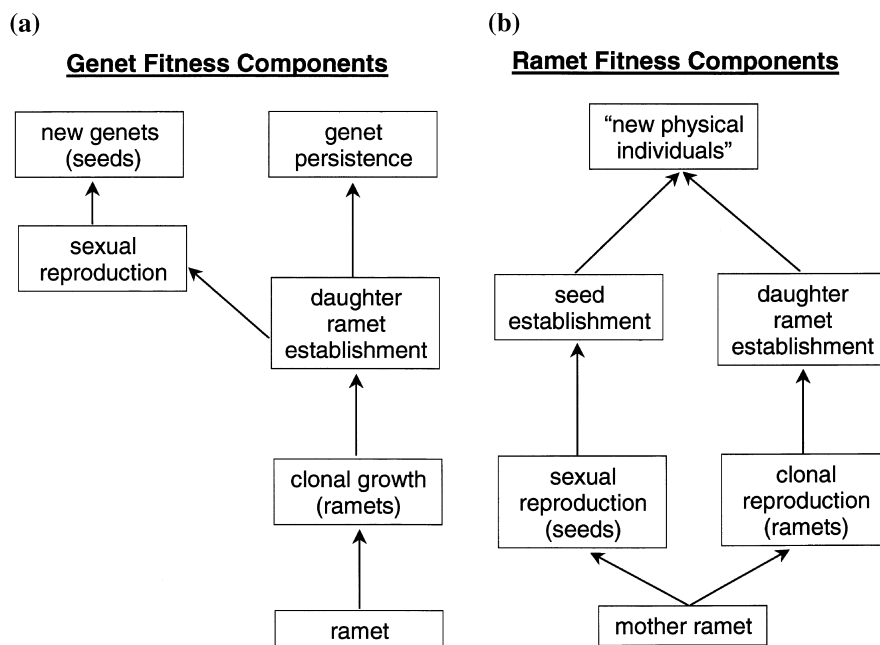 (a)
Genet Fitness Components
new genets
(seeds)
genet
persistence
sexual
reproduction
daughter
ramet
establishment
clonal growth
(ramets)
ramet
(b)
Ramet Fitness Components
“new physical
individuals”
seed
establishment
daughter
ramet
establishment
sexual
reproduction
(seeds)
clonal
reproduction
(ramets)
mother ramet